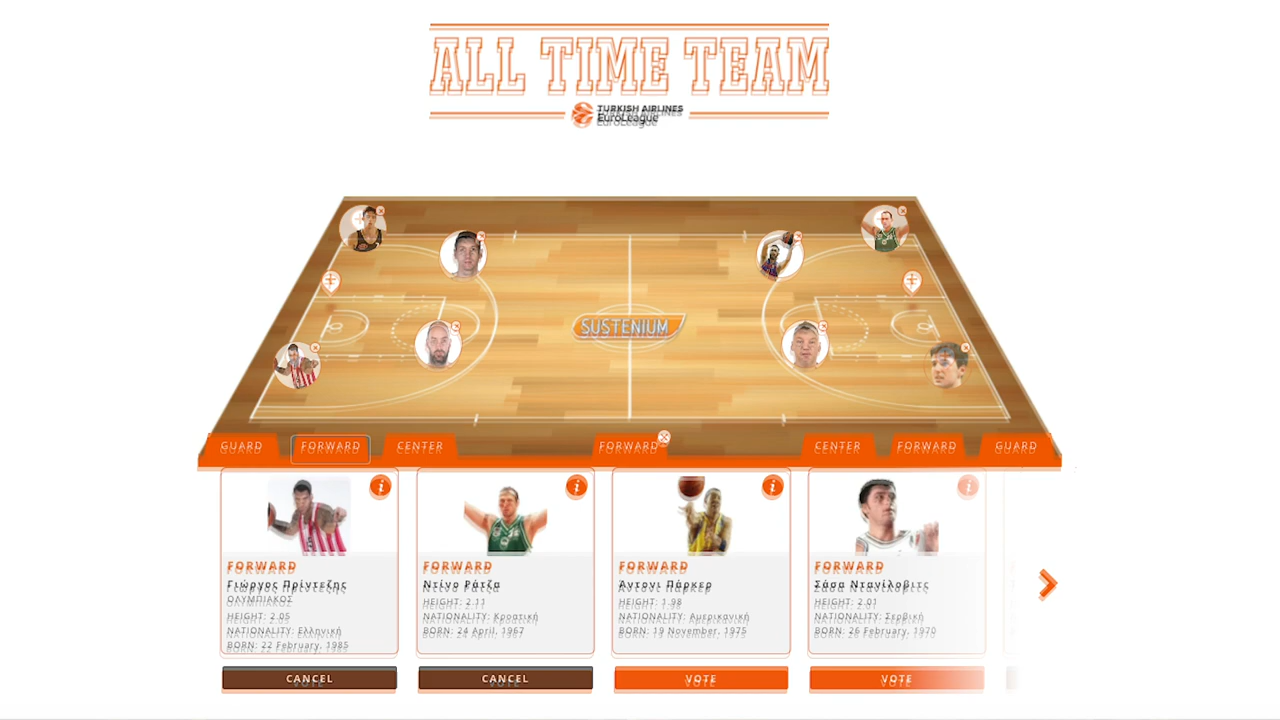 ALL TIME TEAM
TURKISH AIRLINES
EuroLeague
SUSTENIUM
GUARD FORWARD CENTER FORWARD CENTER FORWARD GUARD
FORWARD
Γιώργος Πρίντεζης
ΟΛΥΜΠΙΑΚΟΣ
HEIGHT: 2.05
NATIONALITY: Ελληνική
BORN: 22 February, 1985
CANCEL
FORWARD
Ντίνο Ράτζα
HEIGHT: 2.11
NATIONALITY: Κροατική
BORN: 24 April, 1967
CANCEL
FORWARD
Άντονι Πάρκερ
HEIGHT: 1.98
NATIONALITY: Αμερικανική
BORN: 19 November, 1975
VOTE
FORWARD
Σάσα Ντανίλοβιτς
HEIGHT: 2.01
NATIONALITY: Σερβική
BORN: 26 February, 1970
VOTE